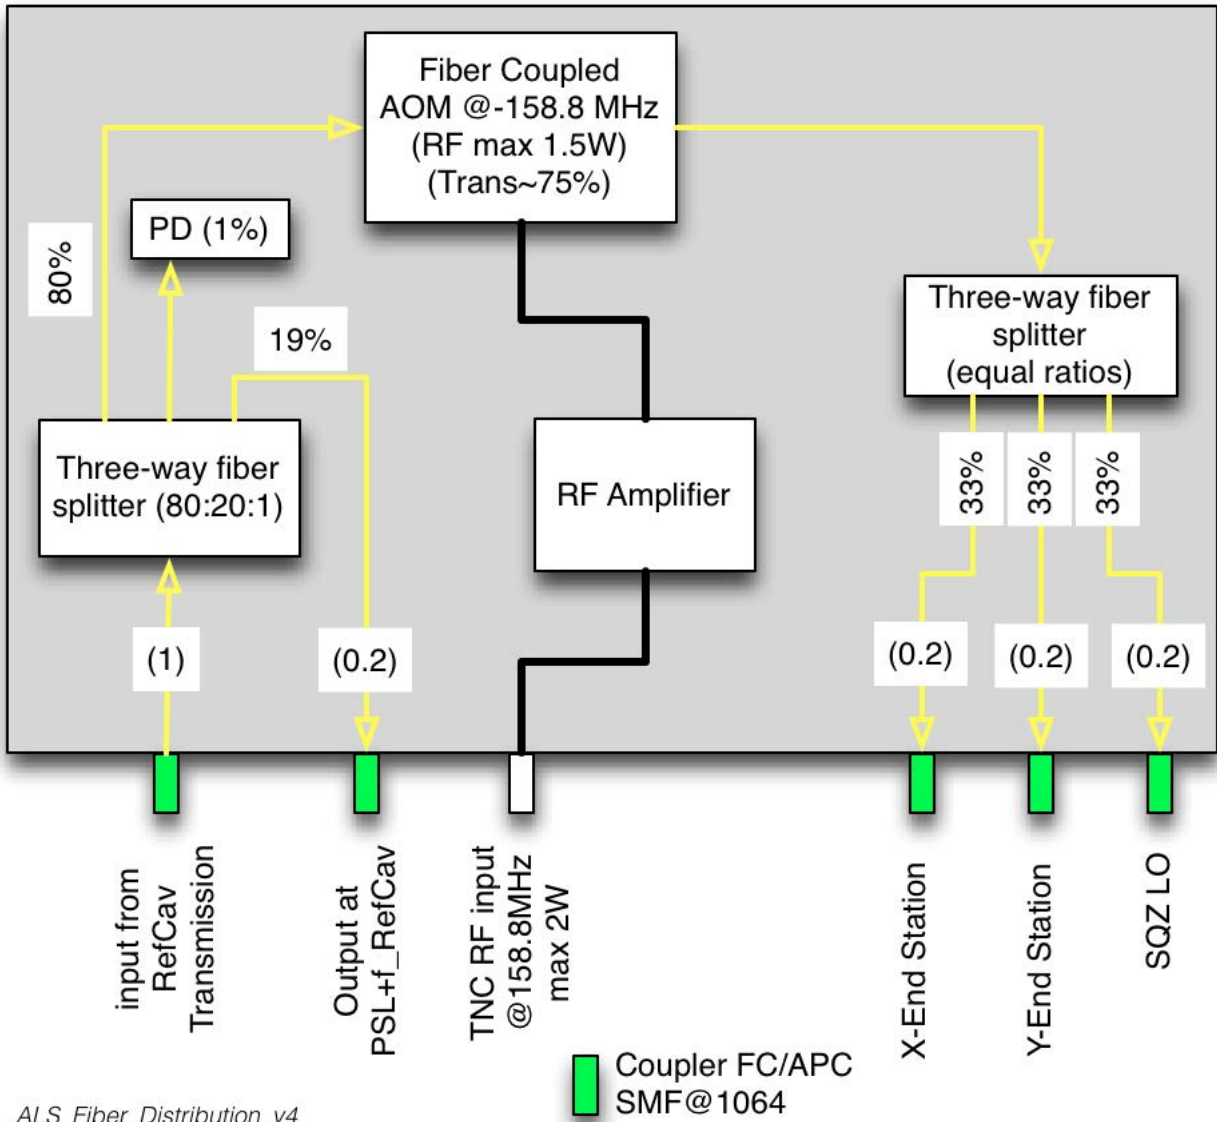 Fiber Coupled
AOM @-158.8 MHz
(RF max 1.5W)
(Trans~75%)
PD (1%)
80%
19%
Three-way fiber
splitter
(equal ratios)
Three-way fiber
splitter (80:20:1)
RF Amplifier
33%
33%
33%
(1)
(0.2)
(0.2)
(0.2)
(0.2)
input from
RefCav
Transmission
Output at
PSL+f_RefCav
TNC RF input
@158.8MHz
max 2W
X-End Station
Y-End Station
SQZ LO
Coupler FC/APC
SMF@1064
ALS_Fiber_Distribution_v4